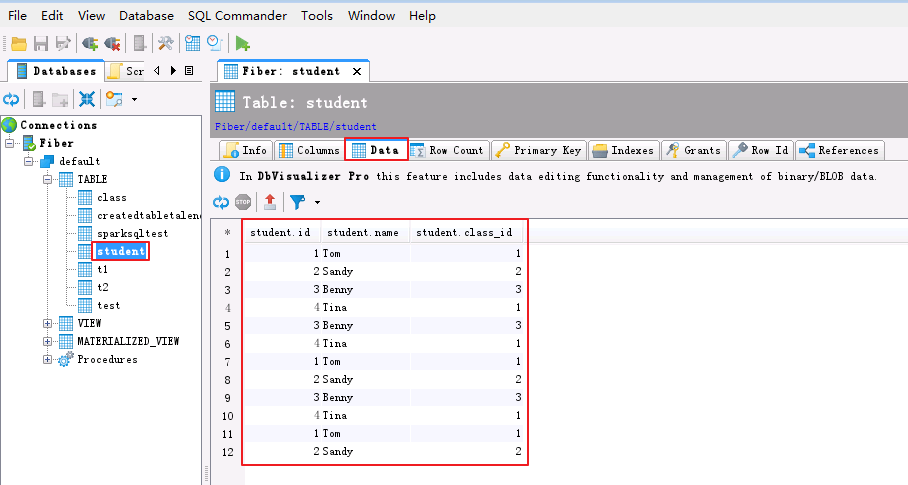 File Edit View Database SQL Commander Tools Window Help
Databases Scr
Fiber: student
Table: student
Fiber/default/TABLE/student
Info Columns Data Row Count Primary Key Indexes Grants Row Id References
In DbVisualizer Pro this feature includes data editing functionality and management of binary/BLOB data.
STOP
Connections
Fiber
default
TABLE
class
createdtabletalen
sparksqltest
student
t1
t2
test
VIEW
MATERIALIZED_VIEW
Procedures
* student.id student.name student.class_id
1 1 Tom 1
2 2 Sandy 2
3 3 Benny 3
4 4 Tina 1
5 3 Benny 3
6 4 Tina 1
7 1 Tom 1
8 2 Sandy 2
9 3 Benny 3
10 4 Tina 1
11 1 Tom 1
12 2 Sandy 2